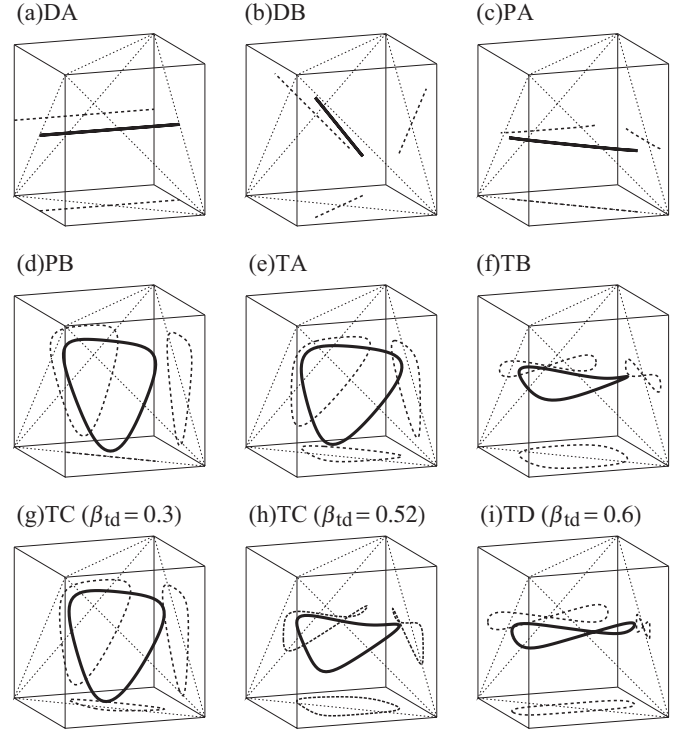 (a)DA
(b)DB
(c)PA
(d)PB
(e)TA
(f)TB
(g)TC (β_td = 0.3)
(h)TC (β_td = 0.52)
(i)TD (β_td = 0.6)